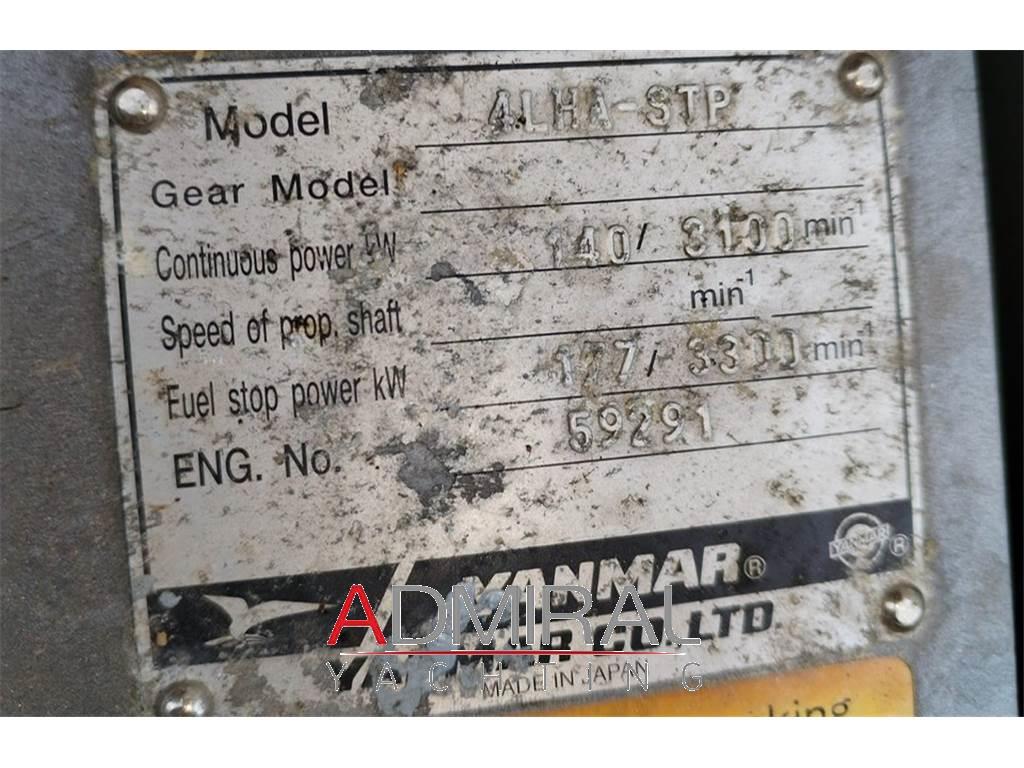 Model 4LHA-STP
Gear Model
Continuous power kW 140/ 3100 min⁻¹
Speed of prop. shaft min⁻¹
Fuel stop power kW 177/ 3300 min⁻¹
ENG. No. 59291
YANMAR®
YANMAR ®
CO., LTD.
MADE IN JAPAN
ADMIRAL
YACHTING